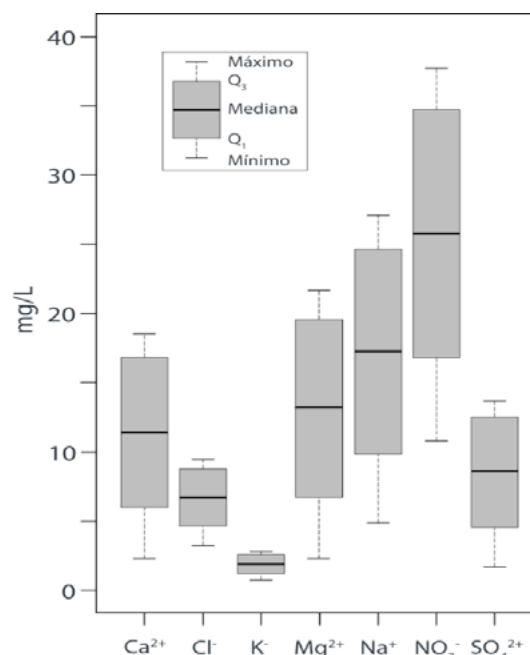 40
30
20
10
0
mg/L
Máximo
Q₃
Mediana
Q₁
Mínimo
Ca²⁺ Cl⁻ K⁻ Mg²⁺ Na⁺ NO₃⁻ SO₄²⁺